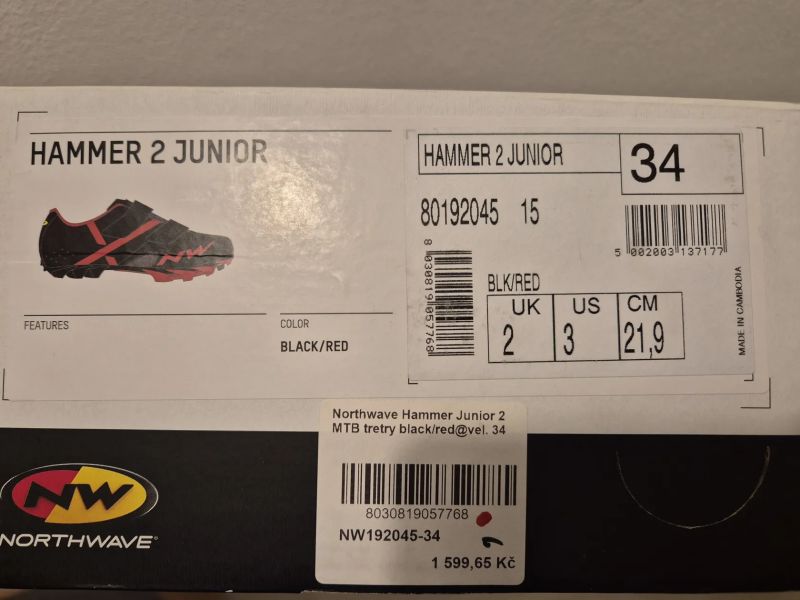 HAMMER 2 JUNIOR
NW
FEATURES
COLOR
BLACK/RED
HAMMER 2 JUNIOR
34
80192045 15
5 002003 137177
8 030819 057768
BLK/RED
UK US CM
2 3 21,9
MADE IN CAMBODIA
NW
NORTHWAVE
Northwave Hammer Junior 2
MTB tretry black/red@vel. 34
8030819057768
NW192045-34
1 599,65 Kč